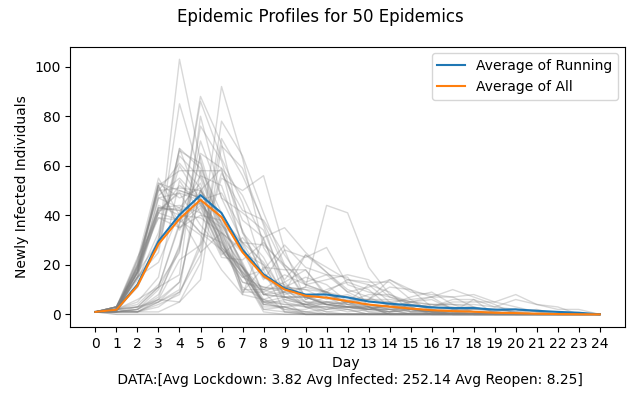 Epidemic Profiles for 50 Epidemics
Average of Running
Average of All
Newly Infected Individuals
100
80
60
40
20
0
0 1 2 3 4 5 6 7 8 9 10 11 12 13 14 15 16 17 18 19 20 21 22 23 24
Day
DATA:[Avg Lockdown: 3.82 Avg Infected: 252.14 Avg Reopen: 8.25]